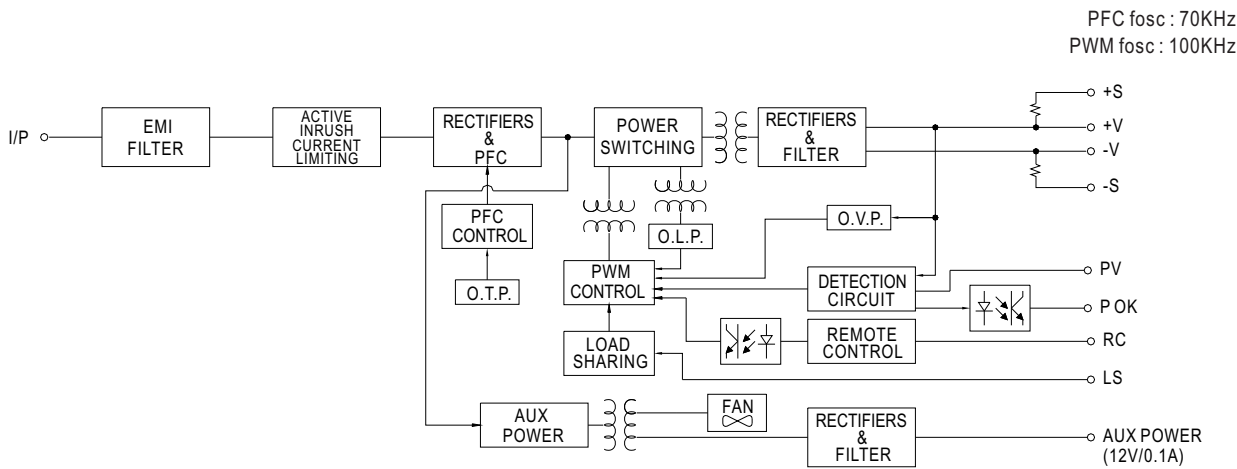 PFC fosc : 70KHz
PWM fosc : 100KHz
I/P
EMI
FILTER
ACTIVE
INRUSH
CURRENT
LIMITING
RECTIFIERS
&
PFC
POWER
SWITCHING
RECTIFIERS
&
FILTER
+S
+V
-V
-S
PFC
CONTROL
O.L.P.
O.V.P.
O.T.P.
PWM
CONTROL
DETECTION
CIRCUIT
PV
P OK
LOAD
SHARING
REMOTE
CONTROL
RC
LS
AUX
POWER
FAN
RECTIFIERS
&
FILTER
AUX POWER
(12V/0.1A)